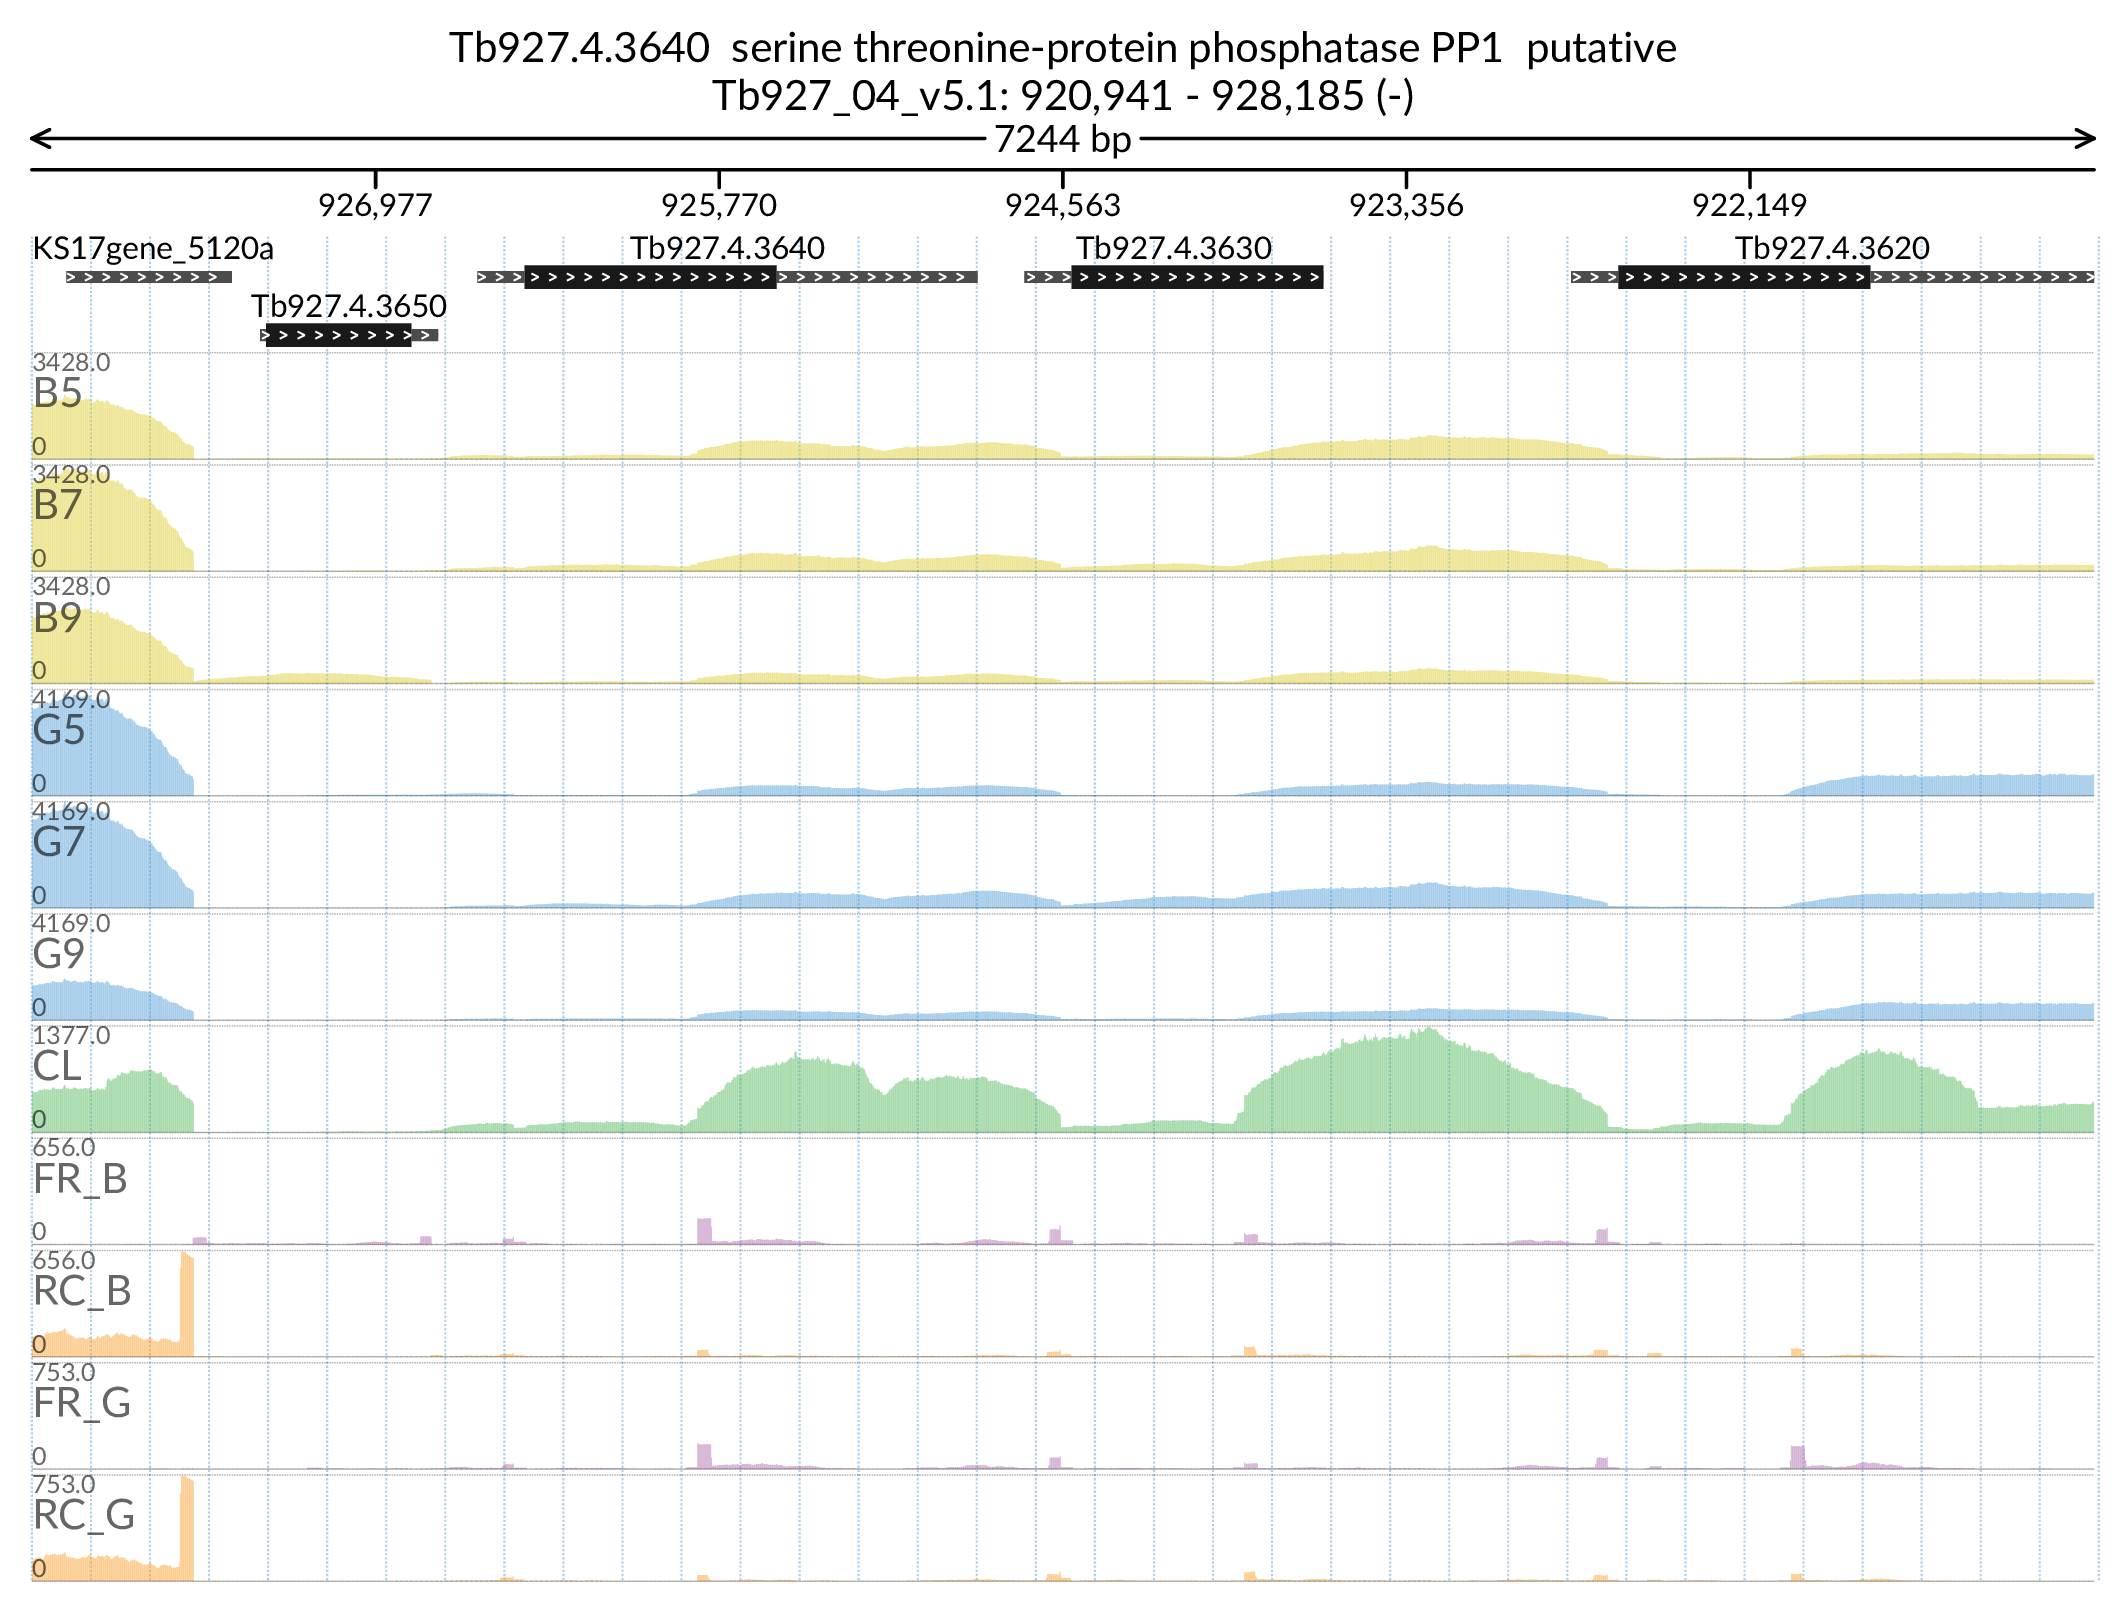 Tb927.4.3640 serine threonine-protein phosphatase PP1 putative
Tb927_04_v5.1: 920,941 - 928,185 (-)
7244 bp
926,977 925,770 924,563 923,356 922,149
KS17gene_5120a Tb927.4.3640 Tb927.4.3630 Tb927.4.3620
Tb927.4.3650
3428.0
B5
0
3428.0
B7
0
3428.0
B9
0
4169.0
G5
0
4169.0
G7
0
4169.0
G9
0
1377.0
CL
0
656.0
FR_B
0
656.0
RC_B
0
753.0
FR_G
0
753.0
RC_G
0